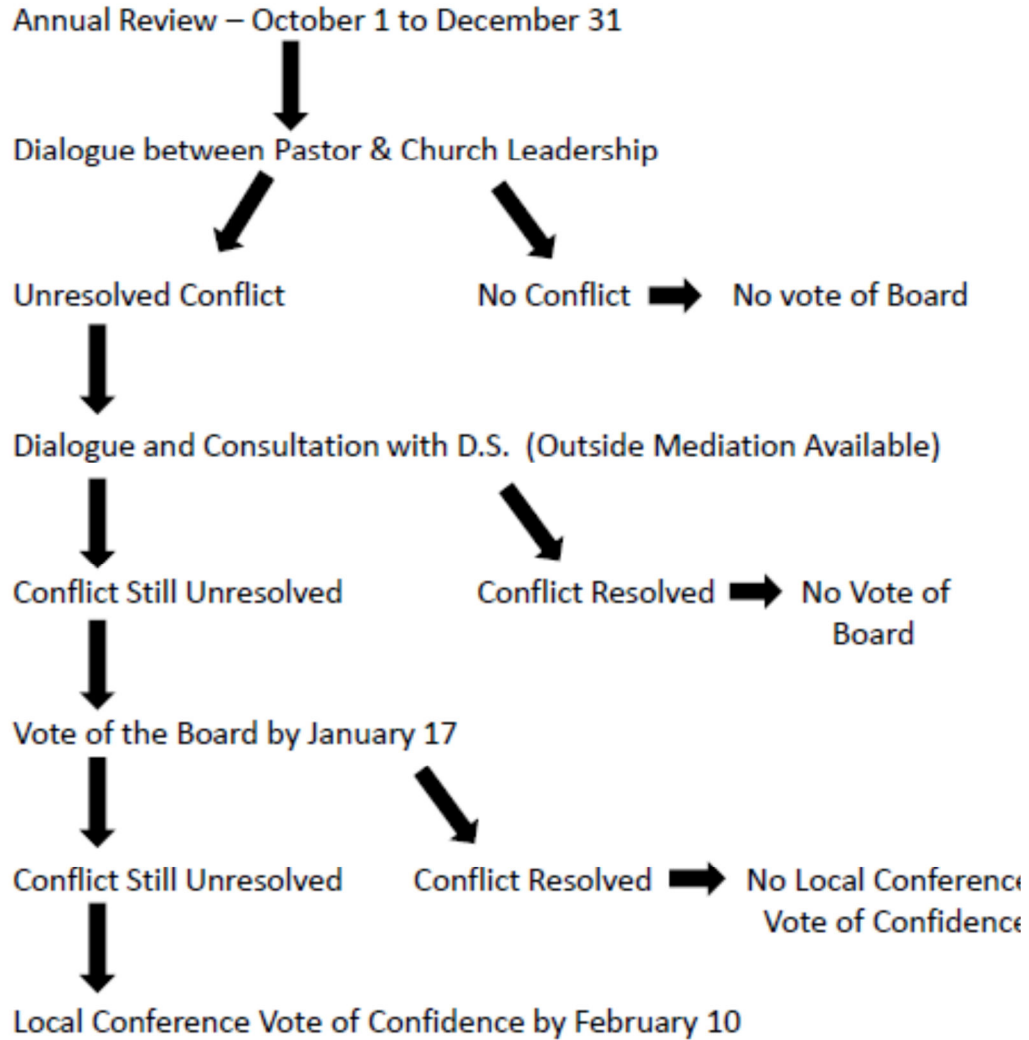 Annual Review – October 1 to December 31
Dialogue between Pastor & Church Leadership
Unresolved Conflict
No Conflict
No vote of Board
Dialogue and Consultation with D.S. (Outside Mediation Available)
Conflict Still Unresolved
Conflict Resolved
No Vote of
Board
Vote of the Board by January 17
Conflict Still Unresolved
Conflict Resolved
No Local Conference
Vote of Confidence
Local Conference Vote of Confidence by February 10